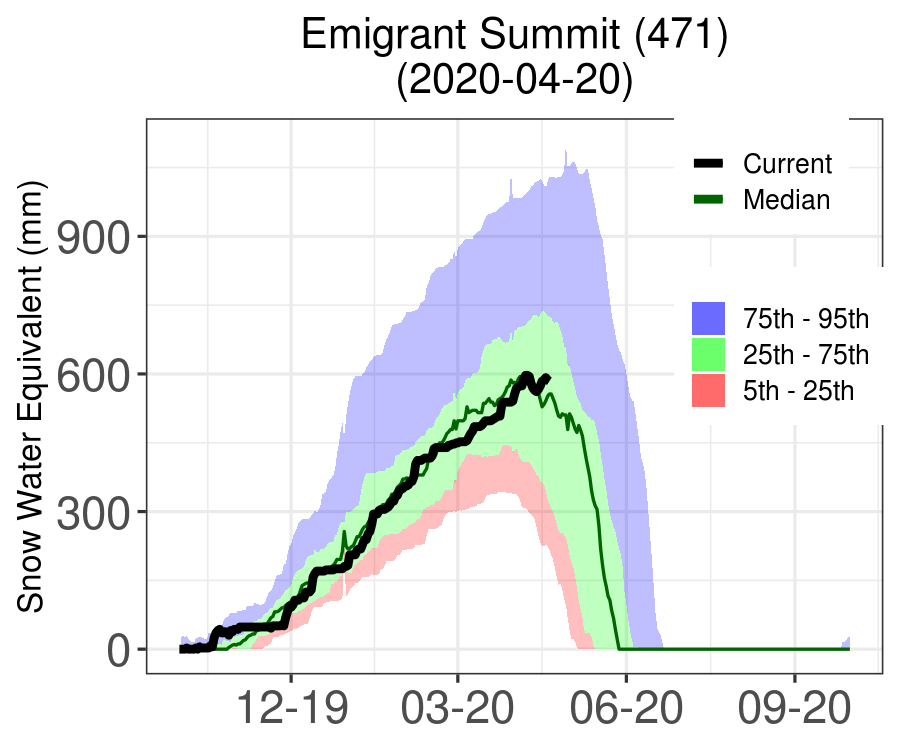 Emigrant Summit (471)
(2020-04-20)
Snow Water Equivalent (mm)
900
600
300
0
12-19
03-20
06-20
09-20
Current
Median
75th - 95th
25th - 75th
5th - 25th